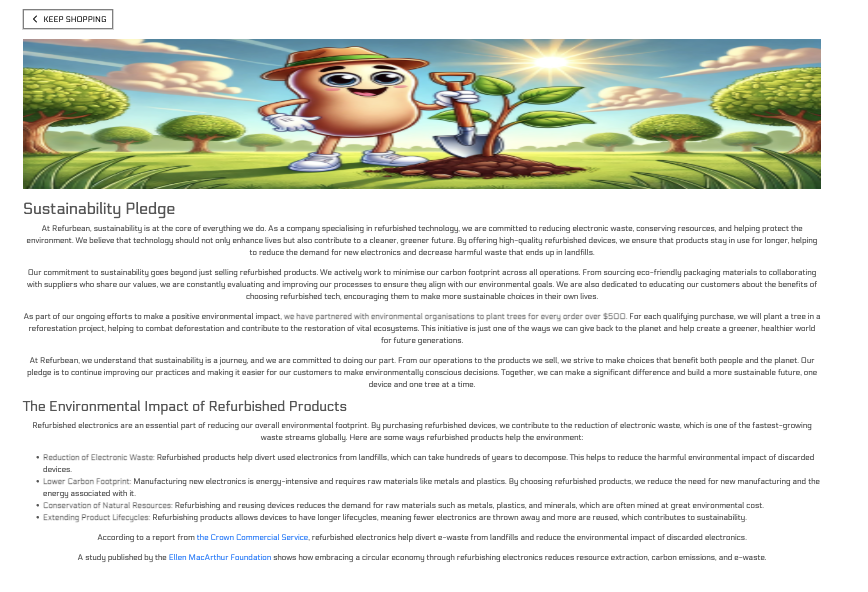 KEEP SHOPPING
Sustainability Pledge
At Refurbean, sustainability is at the core of everything we do. As a company specialising in refurbished technology, we are committed to reducing electronic waste, conserving resources, and helping protect the
environment. We believe that technology should not only enhance lives but also contribute to a cleaner, greener future. By offering high-quality refurbished devices, we ensure that products stay in use for longer, helping
to reduce the demand for new electronics and decrease harmful waste that ends up in landfills.
Our commitment to sustainability goes beyond just selling refurbished products. We actively work to minimise our carbon footprint across all operations. From sourcing eco-friendly packaging materials to collaborating
with suppliers who share our values, we are constantly evaluating and improving our processes to ensure they align with our environmental goals. We are also dedicated to educating our customers about the benefits of
choosing refurbished tech, encouraging them to make more sustainable choices in their own lives.
As part of our ongoing efforts to make a positive environmental impact, we have partnered with environmental organisations to plant trees for every order over $500. For each qualifying purchase, we will plant a tree in a
reforestation project, helping to combat deforestation and contribute to the restoration of vital ecosystems. This initiative is just one of the ways we can give back to the planet and help create a greener, healthier world
for future generations.
At Refurbean, we understand that sustainability is a journey, and we are committed to doing our part. From our operations to the products we sell, we strive to make choices that benefit both people and the planet. Our
pledge is to continue improving our practices and making it easier for our customers to make environmentally conscious decisions. Together, we can make a significant difference and build a more sustainable future, one
device and one tree at a time.
The Environmental Impact of Refurbished Products
Refurbished electronics are an essential part of reducing our overall environmental footprint. By purchasing refurbished devices, we contribute to the reduction of electronic waste, which is one of the fastest-growing
waste streams globally. Here are some ways refurbished products help the environment:
• Reduction of Electronic Waste: Refurbished products help divert used electronics from landfills, which can take hundreds of years to decompose. This helps to reduce the harmful environmental impact of discarded
devices.
• Lower Carbon Footprint: Manufacturing new electronics is energy-intensive and requires raw materials like metals and plastics. By choosing refurbished products, we reduce the need for new manufacturing and the
energy associated with it.
• Conservation of Natural Resources: Refurbishing and reusing devices reduces the demand for raw materials such as metals, plastics, and minerals, which are often mined at great environmental cost.
• Extending Product Lifecycles: Refurbishing products allows devices to have longer lifecycles, meaning fewer electronics are thrown away and more are reused, which contributes to sustainability.
According to a report from the Crown Commercial Service, refurbished electronics help divert e-waste from landfills and reduce the environmental impact of discarded electronics.
A study published by the Ellen MacArthur Foundation shows how embracing a circular economy through refurbishing electronics reduces resource extraction, carbon emissions, and e-waste.